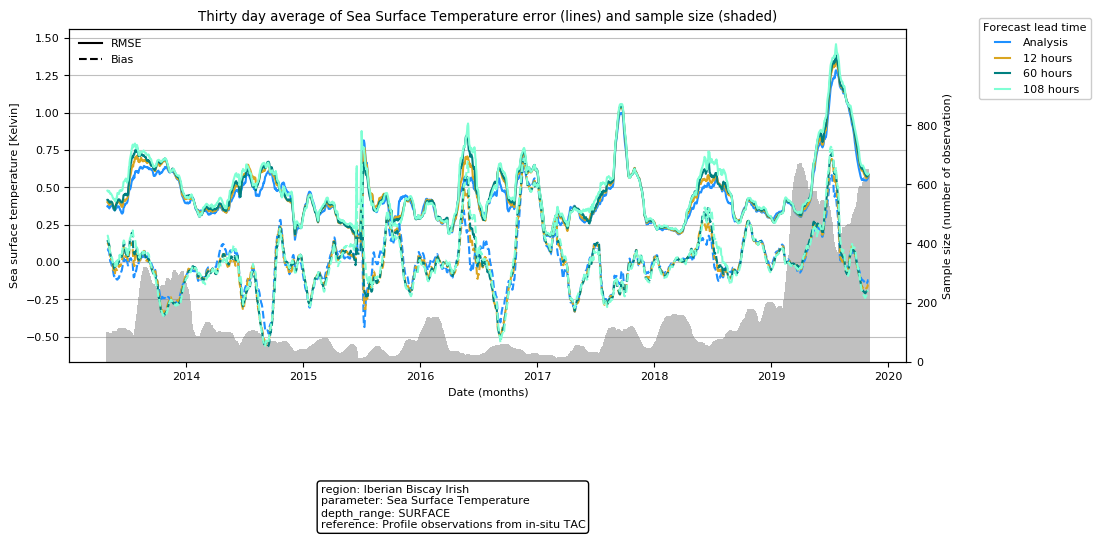 Thirty day average of Sea Surface Temperature error (lines) and sample size (shaded)
RMSE
Bias
Forecast lead time
Analysis
12 hours
60 hours
108 hours
Sea surface temperature [Kelvin]
1.50
1.25
1.00
0.75
0.50
0.25
0.00
−0.25
−0.50
Sample size (number of observation)
800
600
400
200
0
2014
2015
2016
2017
2018
2019
2020
Date (months)
region: Iberian Biscay Irish
parameter: Sea Surface Temperature
depth_range: SURFACE
reference: Profile observations from in-situ TAC